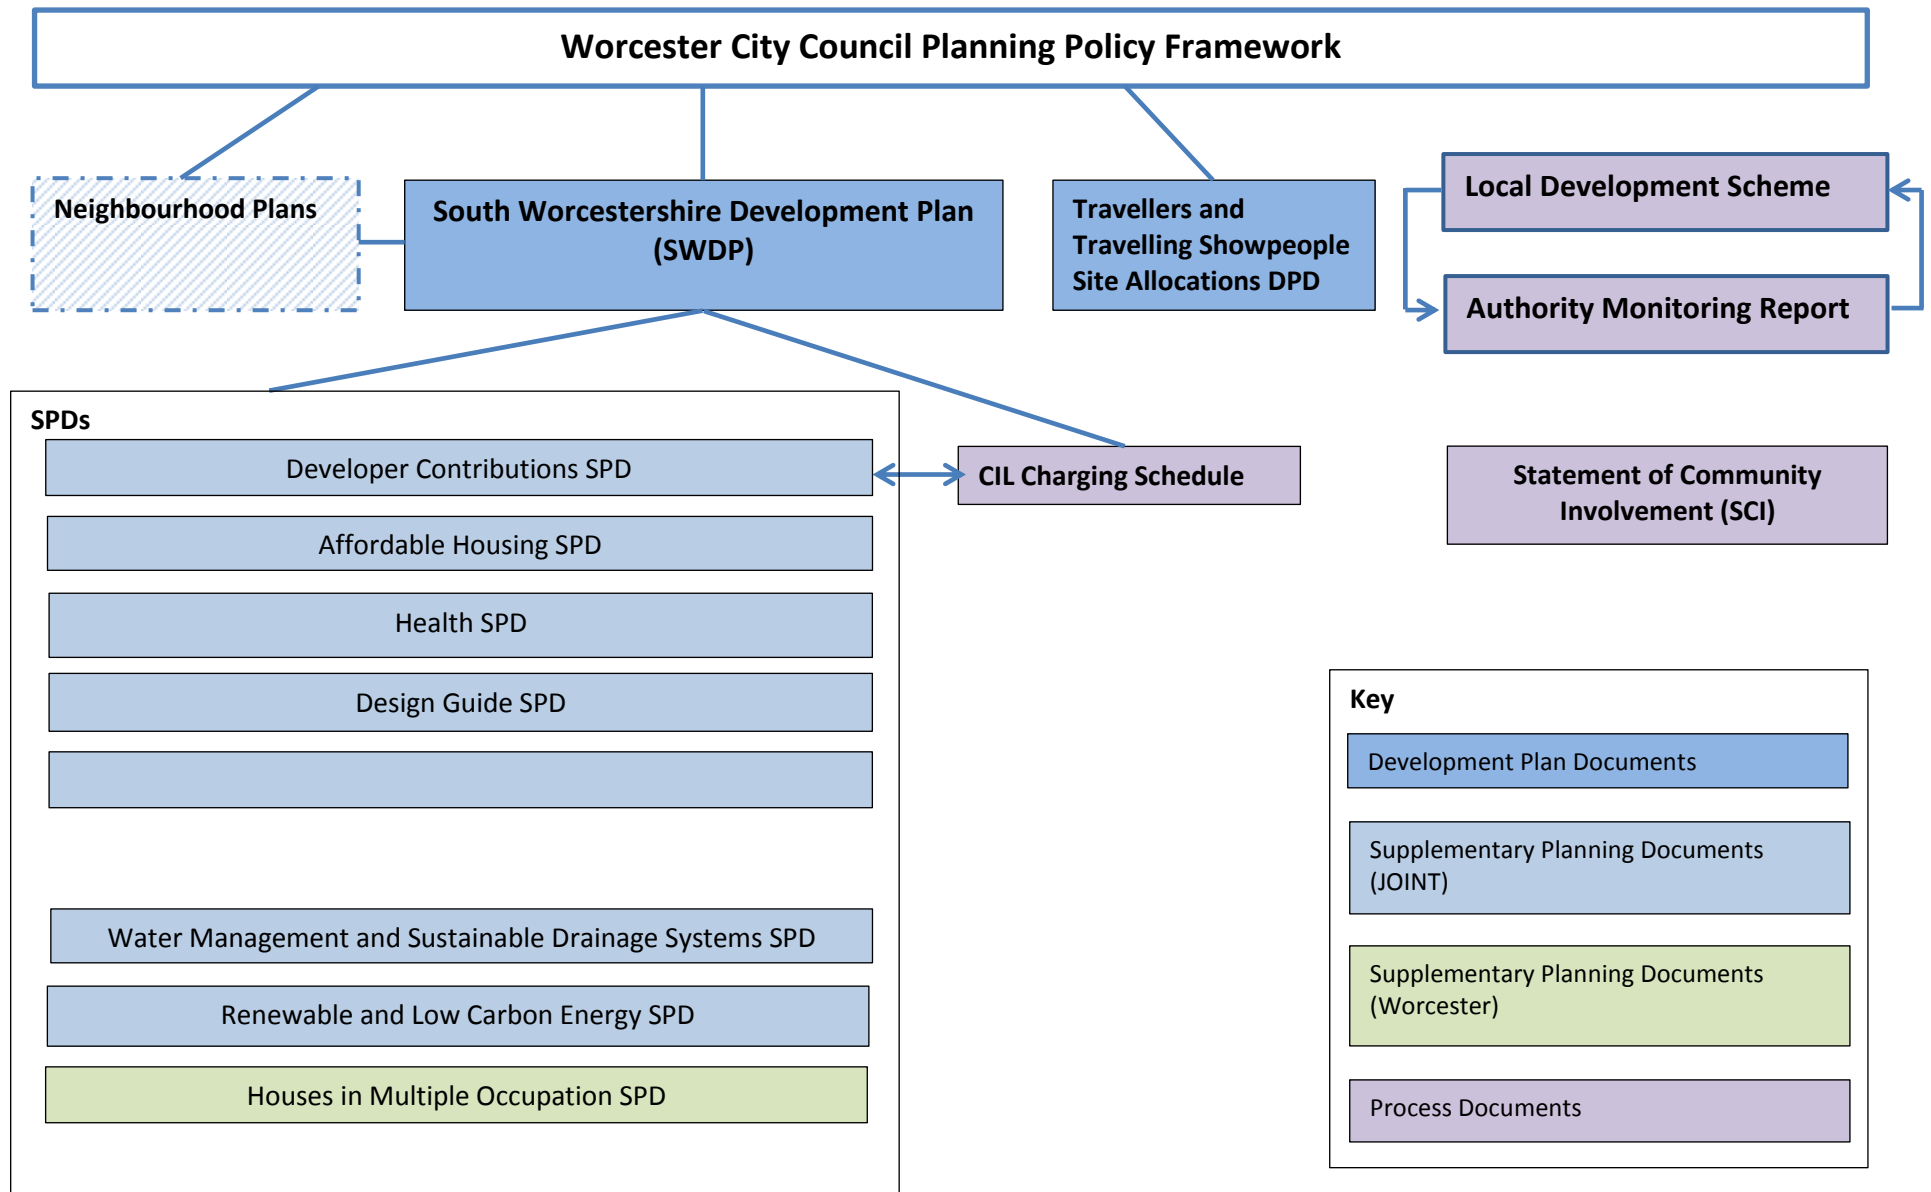 Worcester City Council Planning Policy Framework
Neighbourhood Plans
South Worcestershire Development Plan
(SWDP)
Travellers and
Travelling Showpeople
Site Allocations DPD
Local Development Scheme
Authority Monitoring Report
SPDs
Developer Contributions SPD
CIL Charging Schedule
Statement of Community
Involvement (SCI)
Affordable Housing SPD
Health SPD
Design Guide SPD
Water Management and Sustainable Drainage Systems SPD
Renewable and Low Carbon Energy SPD
Houses in Multiple Occupation SPD
Key
Development Plan Documents
Supplementary Planning Documents
(JOINT)
Supplementary Planning Documents
(Worcester)
Process Documents